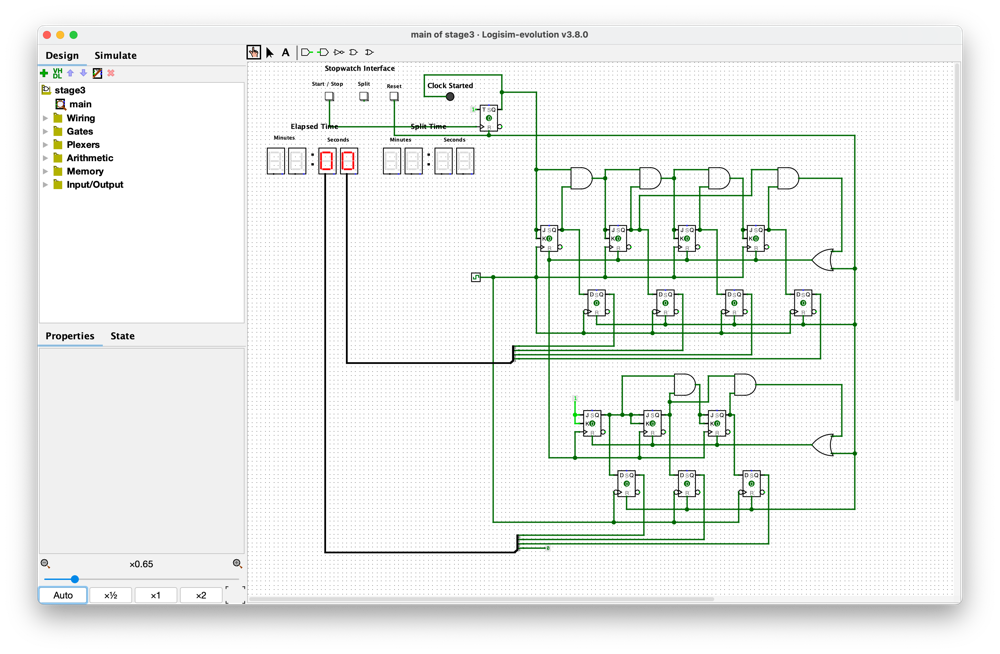 main of stage3 · Logisim-evolution v3.8.0
Design Simulate
stage3
main
Wiring
Gates
Plexers
Arithmetic
Memory
Input/Output
Properties State
×0.65
Auto ×½ ×1 ×2
Stopwatch Interface
Start / Stop Split Reset
Clock Started
Elapsed Time Split Time
Minutes Seconds Minutes Seconds
T S Q
R
J S Q J S Q J S Q J S Q
K K K K
R R R R
D S Q D S Q D S Q D S Q
R R R R
J S Q J S Q J S Q
K K K
R R R
D S Q D S Q D S Q
R R R